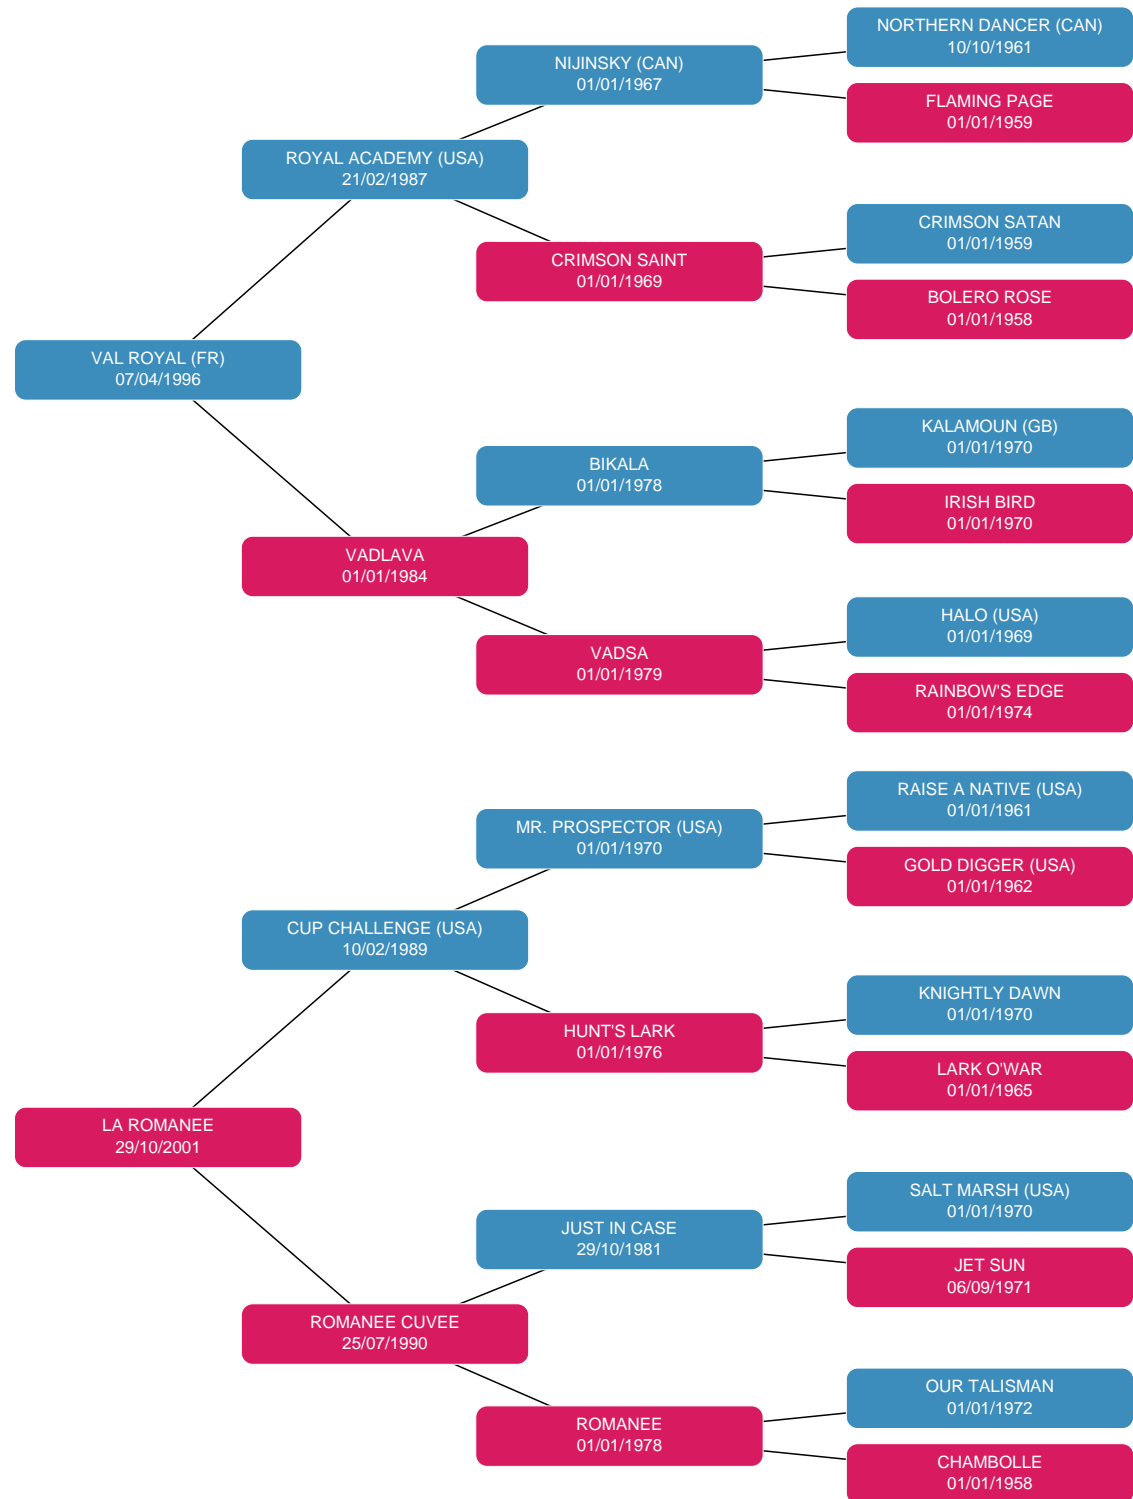 NORTHERN DANCER (CAN)
10/10/1961
NIJINSKY (CAN)
01/01/1967
FLAMING PAGE
01/01/1959
ROYAL ACADEMY (USA)
21/02/1987
CRIMSON SATAN
01/01/1959
CRIMSON SAINT
01/01/1969
BOLERO ROSE
01/01/1958
VAL ROYAL (FR)
07/04/1996
KALAMOUN (GB)
01/01/1970
BIKALA
01/01/1978
IRISH BIRD
01/01/1970
VADLAVA
01/01/1984
HALO (USA)
01/01/1969
VADSA
01/01/1979
RAINBOW'S EDGE
01/01/1974
RAISE A NATIVE (USA)
01/01/1961
MR. PROSPECTOR (USA)
01/01/1970
GOLD DIGGER (USA)
01/01/1962
CUP CHALLENGE (USA)
10/02/1989
KNIGHTLY DAWN
01/01/1970
HUNT'S LARK
01/01/1976
LARK O'WAR
01/01/1965
LA ROMANEE
29/10/2001
SALT MARSH (USA)
01/01/1970
JUST IN CASE
29/10/1981
JET SUN
06/09/1971
ROMANEE CUVEE
25/07/1990
OUR TALISMAN
01/01/1972
ROMANEE
01/01/1978
CHAMBOLLE
01/01/1958